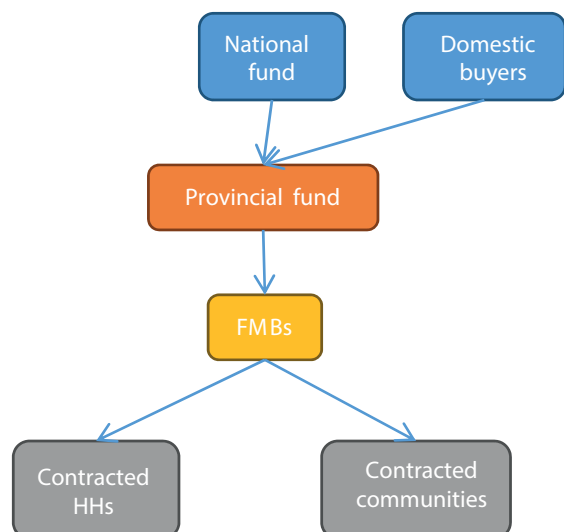 National
fund
Domestic
buyers
Provincial fund
FMBs
Contracted
HHs
Contracted
communities